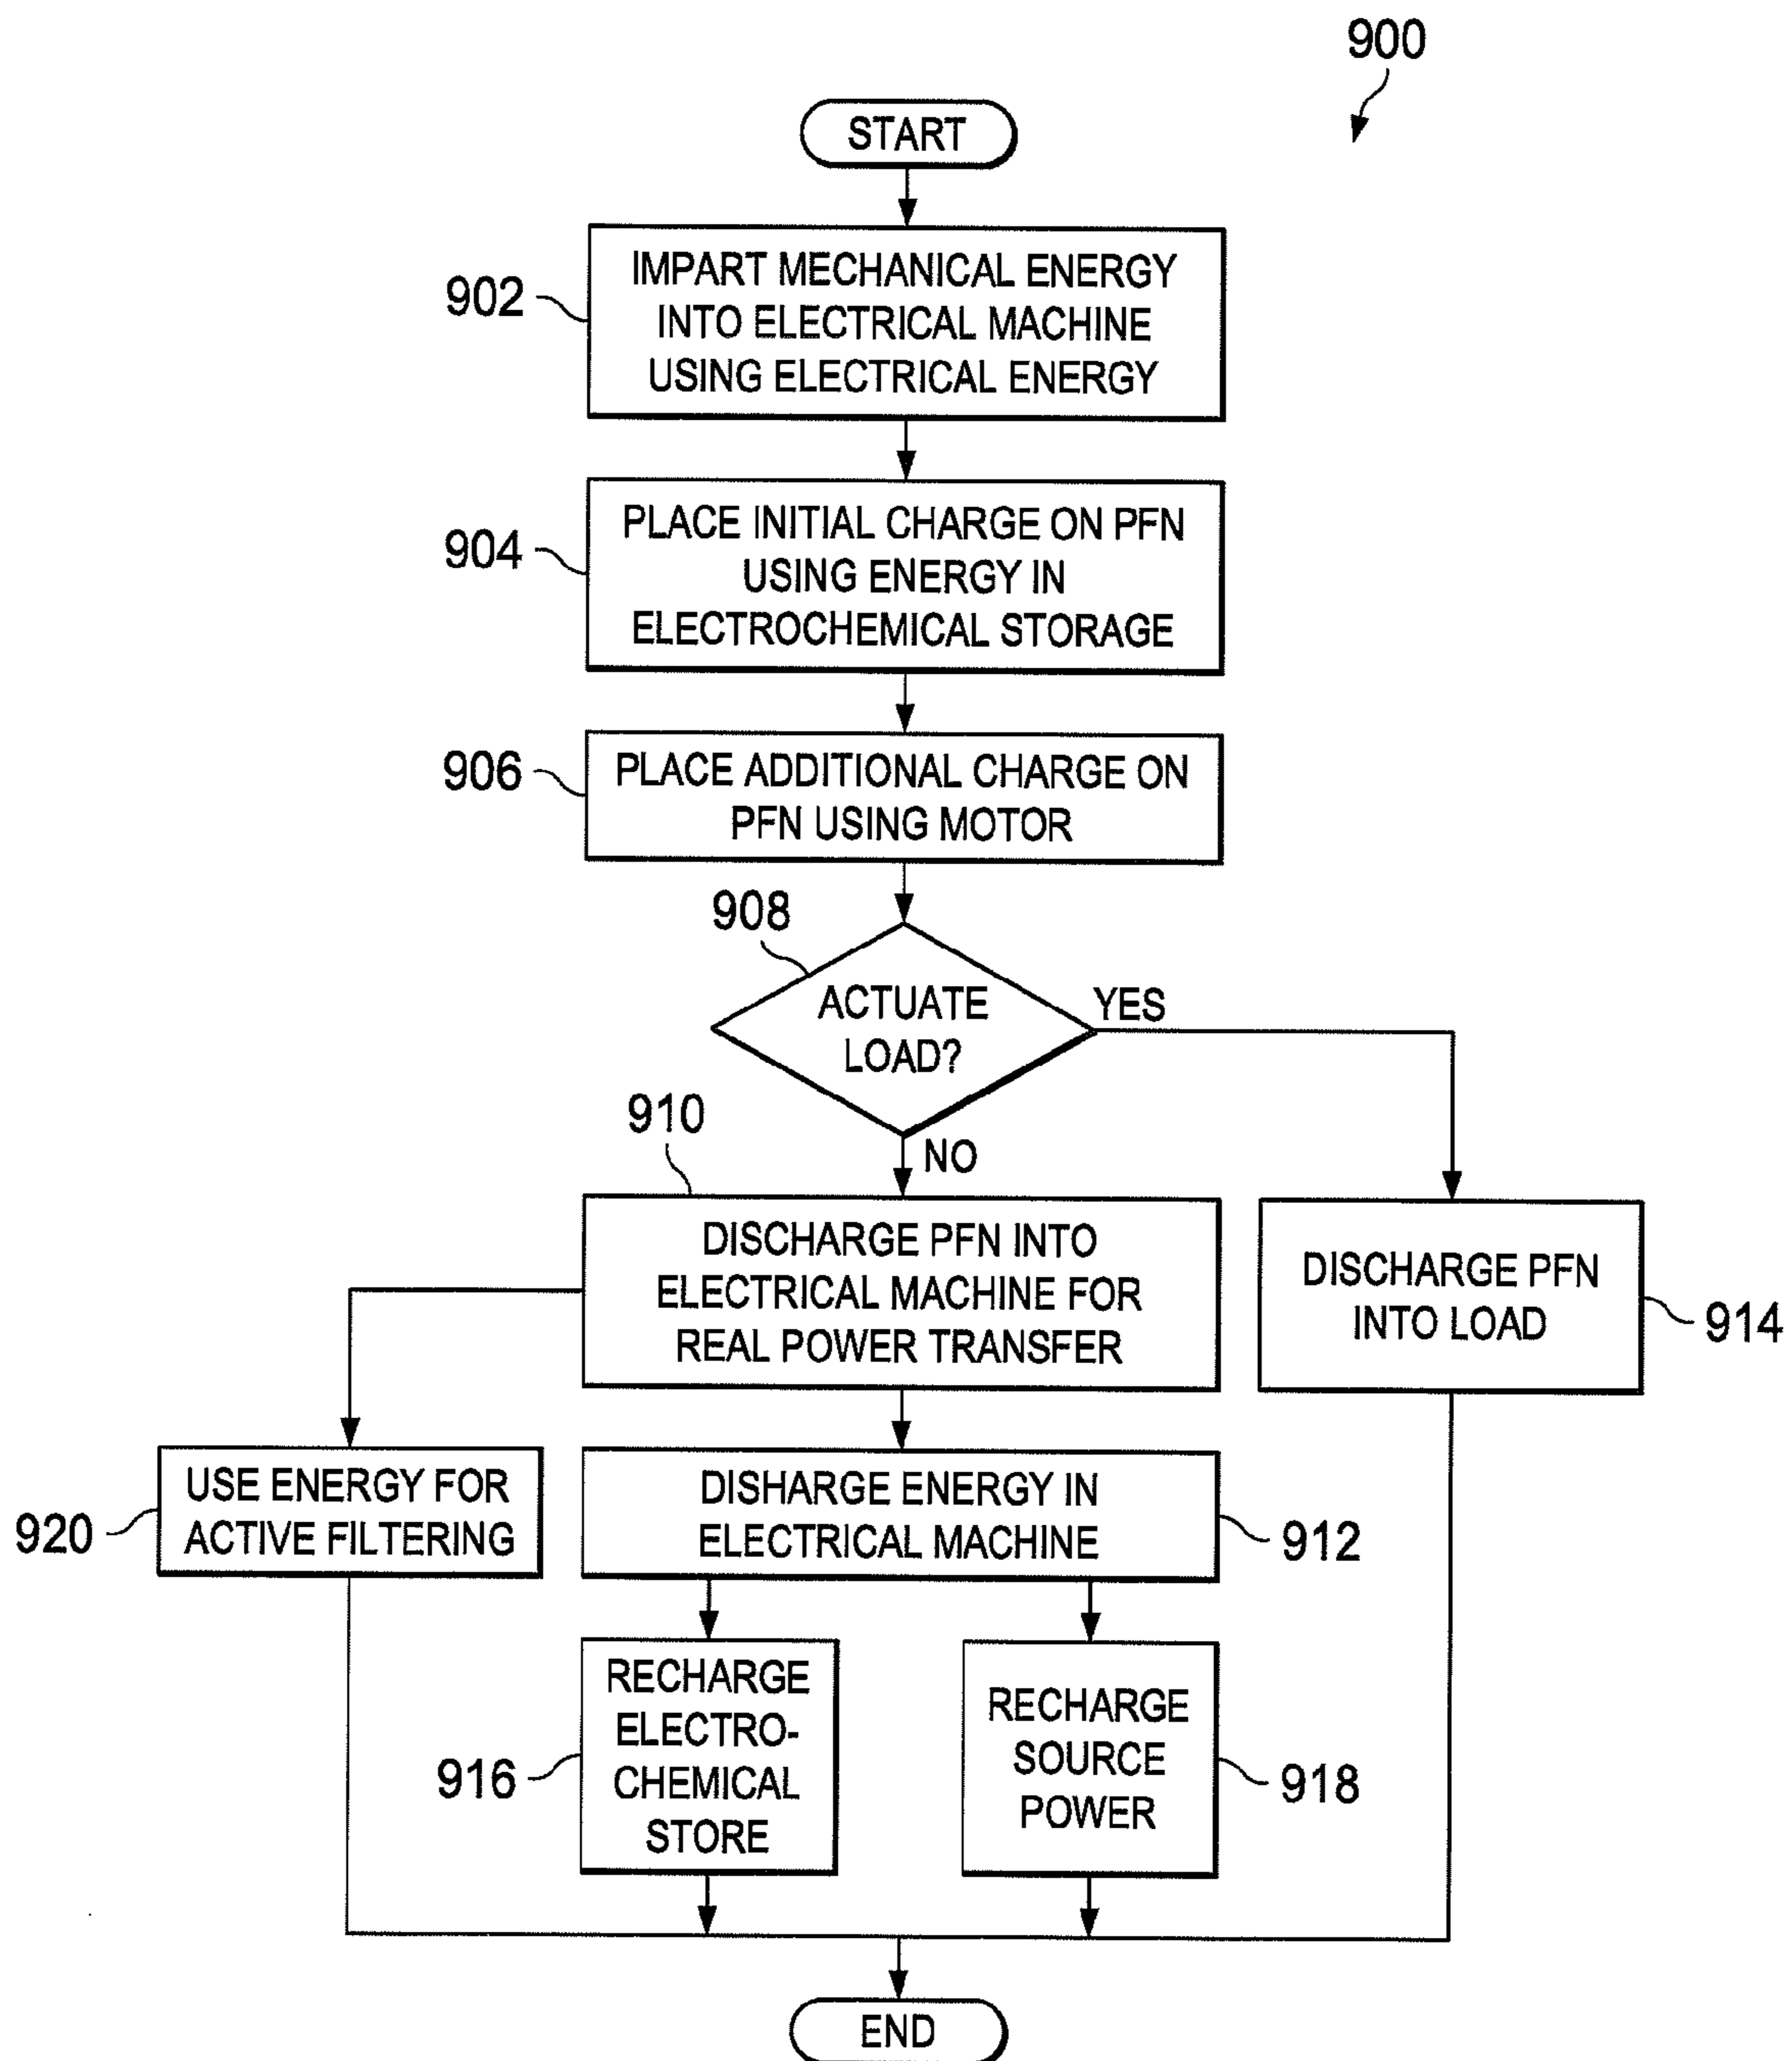 900
START
902
IMPART MECHANICAL ENERGY
INTO ELECTRICAL MACHINE
USING ELECTRICAL ENERGY
904
PLACE INITIAL CHARGE ON PFN
USING ENERGY IN
ELECTROCHEMICAL STORAGE
906
PLACE ADDITIONAL CHARGE ON
PFN USING MOTOR
908
ACTUATE
LOAD?
YES
NO
910
DISCHARGE PFN INTO
ELECTRICAL MACHINE FOR
REAL POWER TRANSFER
DISCHARGE PFN
INTO LOAD
914
920
USE ENERGY FOR
ACTIVE FILTERING
DISHARGE ENERGY IN
ELECTRICAL MACHINE
912
916
RECHARGE
ELECTRO-
CHEMICAL
STORE
RECHARGE
SOURCE
POWER
918
END